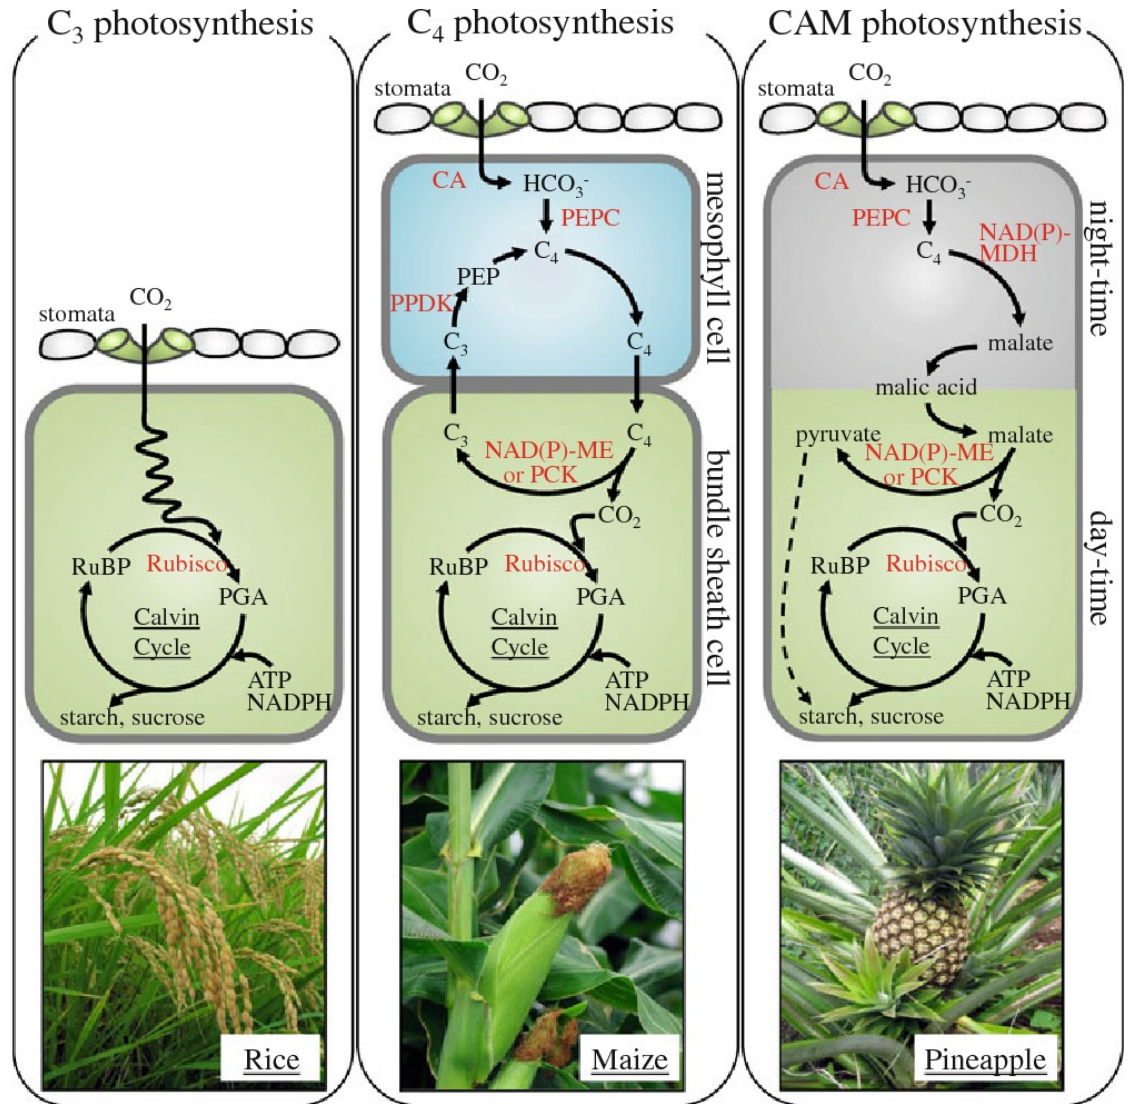 C₃ photosynthesis
CO₂
stomata
RuBP
Rubisco
PGA
Calvin
Cycle
ATP
NADPH
starch, sucrose
Rice
C₄ photosynthesis
CO₂
stomata
CA
HCO₃⁻
PEPC
C₄
PEP
PPDK
C₃
C₄
mesophyll cell
C₃
C₄
NAD(P)-ME
or PCK
CO₂
RuBP
Rubisco
PGA
Calvin
Cycle
ATP
NADPH
starch, sucrose
bundle sheath cell
Maize
CAM photosynthesis
CO₂
stomata
CA
HCO₃⁻
PEPC
NAD(P)-
MDH
C₄
malate
malic acid
night-time
pyruvate
malate
NAD(P)-ME
or PCK
CO₂
RuBP
Rubisco
PGA
Calvin
Cycle
ATP
NADPH
starch, sucrose
day-time
Pineapple